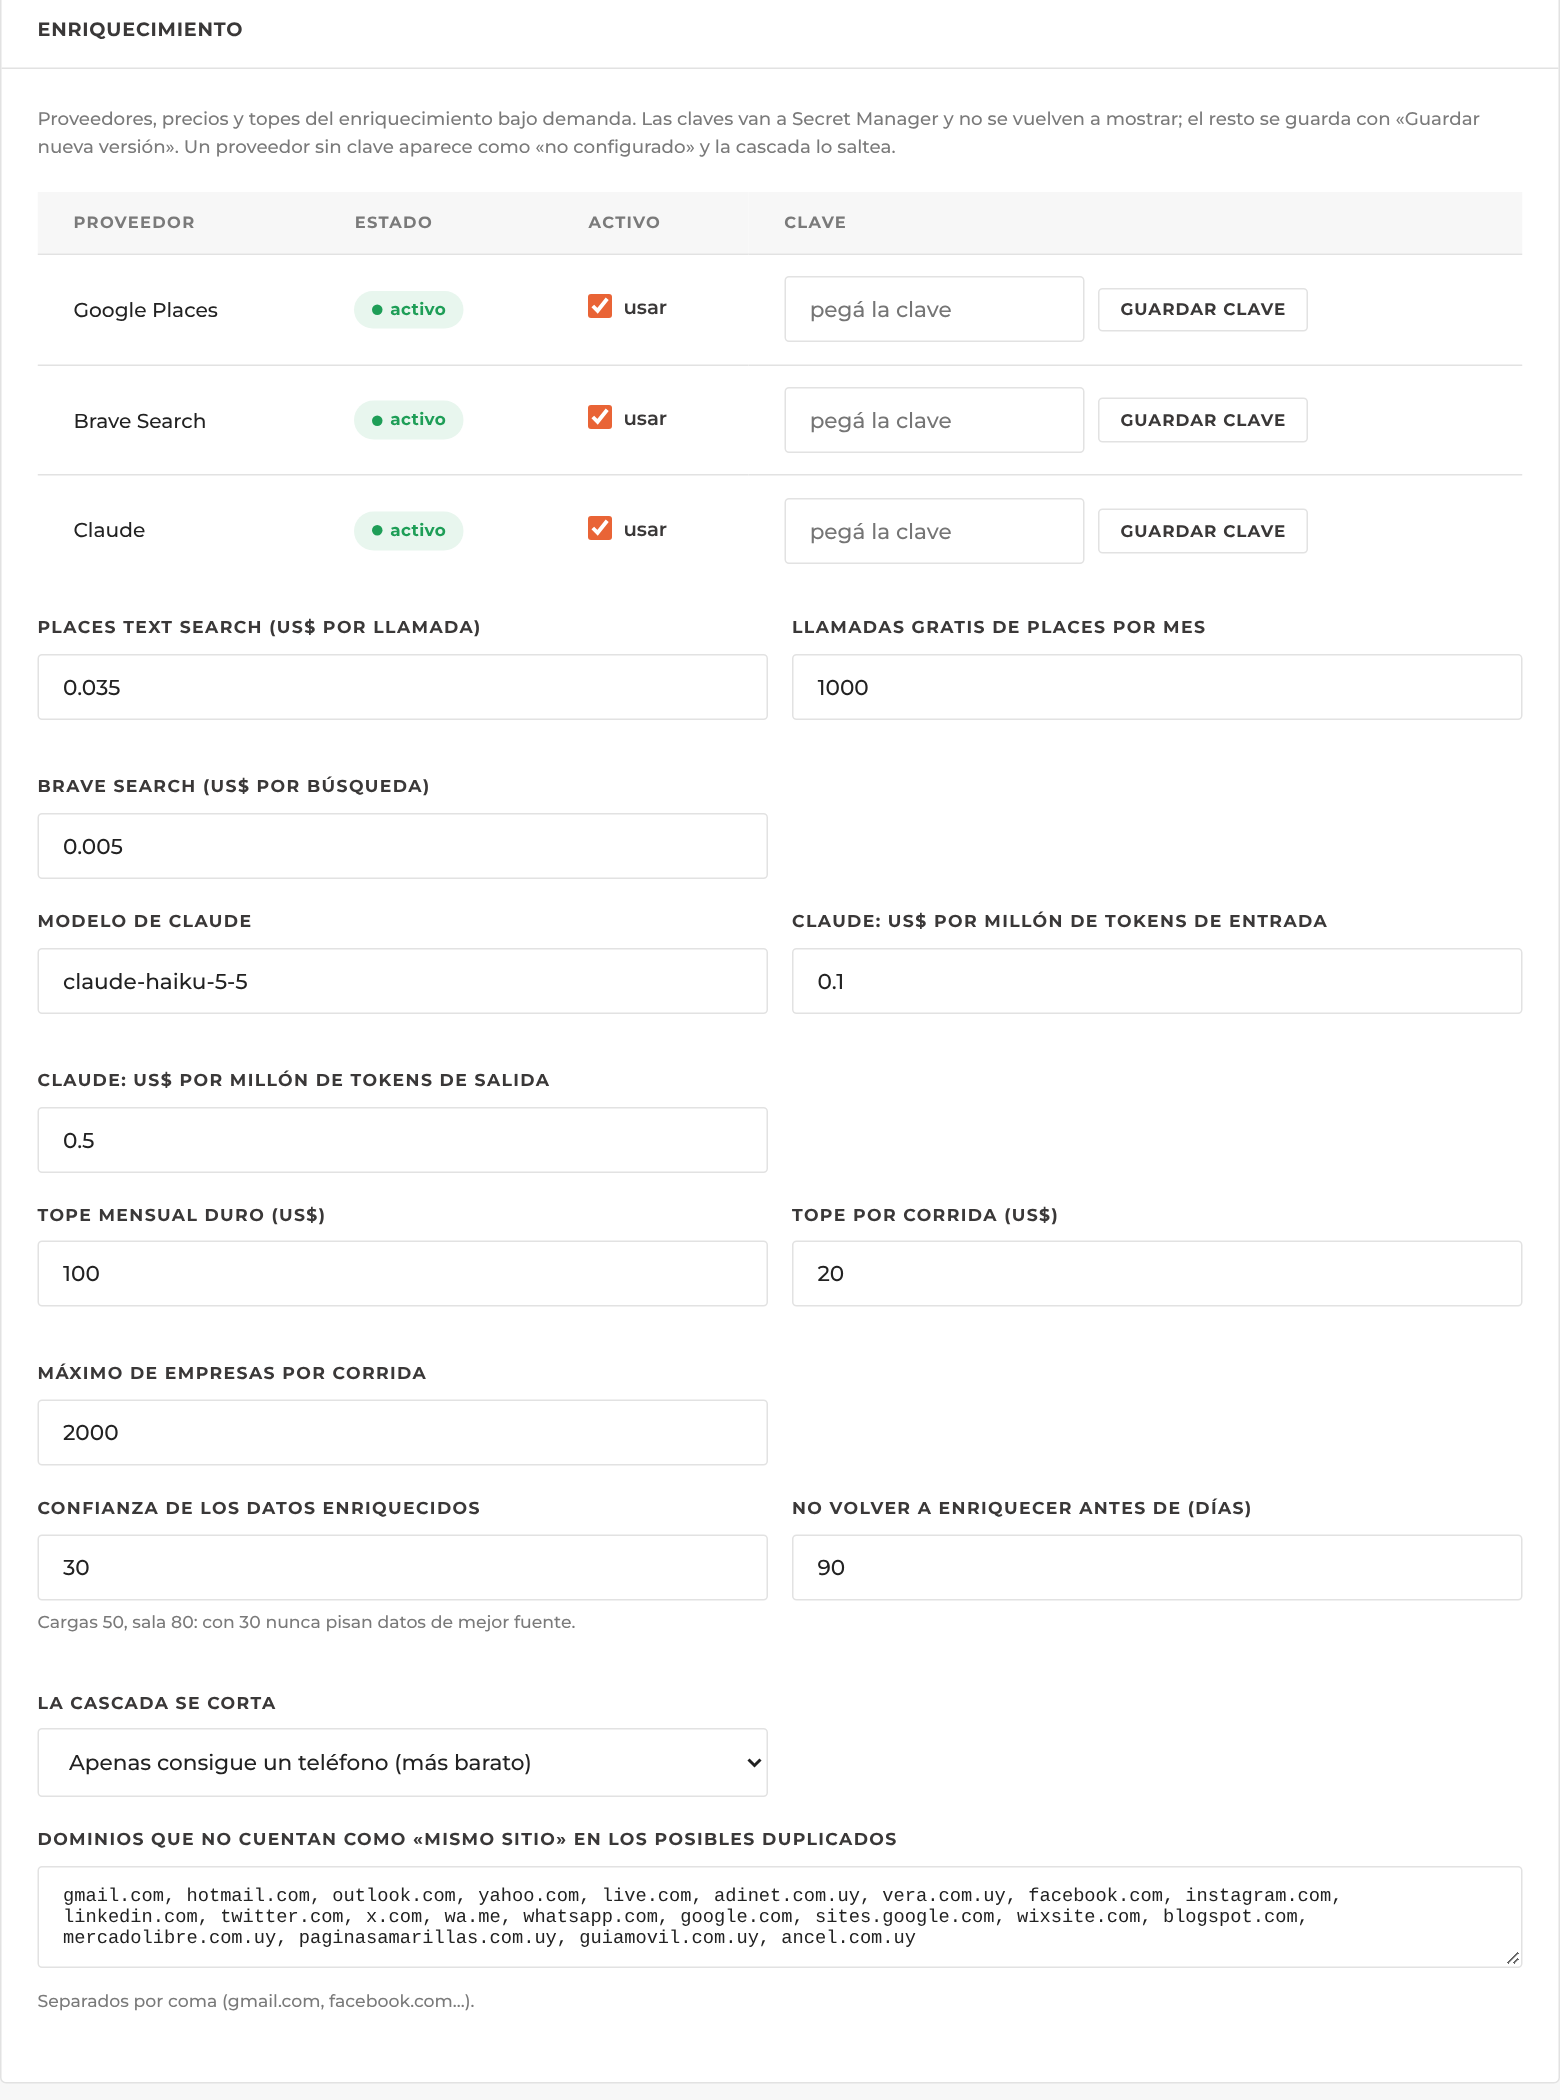 ENRIQUECIMIENTO
Proveedores, precios y topes del enriquecimiento bajo demanda. Las claves van a Secret Manager y no se vuelven a mostrar; el resto se guarda con «Guardar
nueva versión». Un proveedor sin clave aparece como «no configurado» y la cascada lo saltea.
PROVEEDOR ESTADO ACTIVO CLAVE
Google Places activo usar pegá la clave GUARDAR CLAVE
Brave Search activo usar pegá la clave GUARDAR CLAVE
Claude activo usar pegá la clave GUARDAR CLAVE
PLACES TEXT SEARCH (US$ POR LLAMADA) LLAMADAS GRATIS DE PLACES POR MES
0.035 1000
BRAVE SEARCH (US$ POR BÚSQUEDA)
0.005
MODELO DE CLAUDE CLAUDE: US$ POR MILLÓN DE TOKENS DE ENTRADA
claude-haiku-5-5 0.1
CLAUDE: US$ POR MILLÓN DE TOKENS DE SALIDA
0.5
TOPE MENSUAL DURO (US$) TOPE POR CORRIDA (US$)
100 20
MÁXIMO DE EMPRESAS POR CORRIDA
2000
CONFIANZA DE LOS DATOS ENRIQUECIDOS NO VOLVER A ENRIQUECER ANTES DE (DÍAS)
30 90
Cargas 50, sala 80: con 30 nunca pisan datos de mejor fuente.
LA CASCADA SE CORTA
Apenas consigue un teléfono (más barato)
DOMINIOS QUE NO CUENTAN COMO «MISMO SITIO» EN LOS POSIBLES DUPLICADOS
gmail.com, hotmail.com, outlook.com, yahoo.com, live.com, adinet.com.uy, vera.com.uy, facebook.com, instagram.com,
linkedin.com, twitter.com, x.com, wa.me, whatsapp.com, google.com, sites.google.com, wixsite.com, blogspot.com,
mercadolibre.com.uy, paginasamarillas.com.uy, guiamovil.com.uy, ancel.com.uy
Separados por coma (gmail.com, facebook.com...).